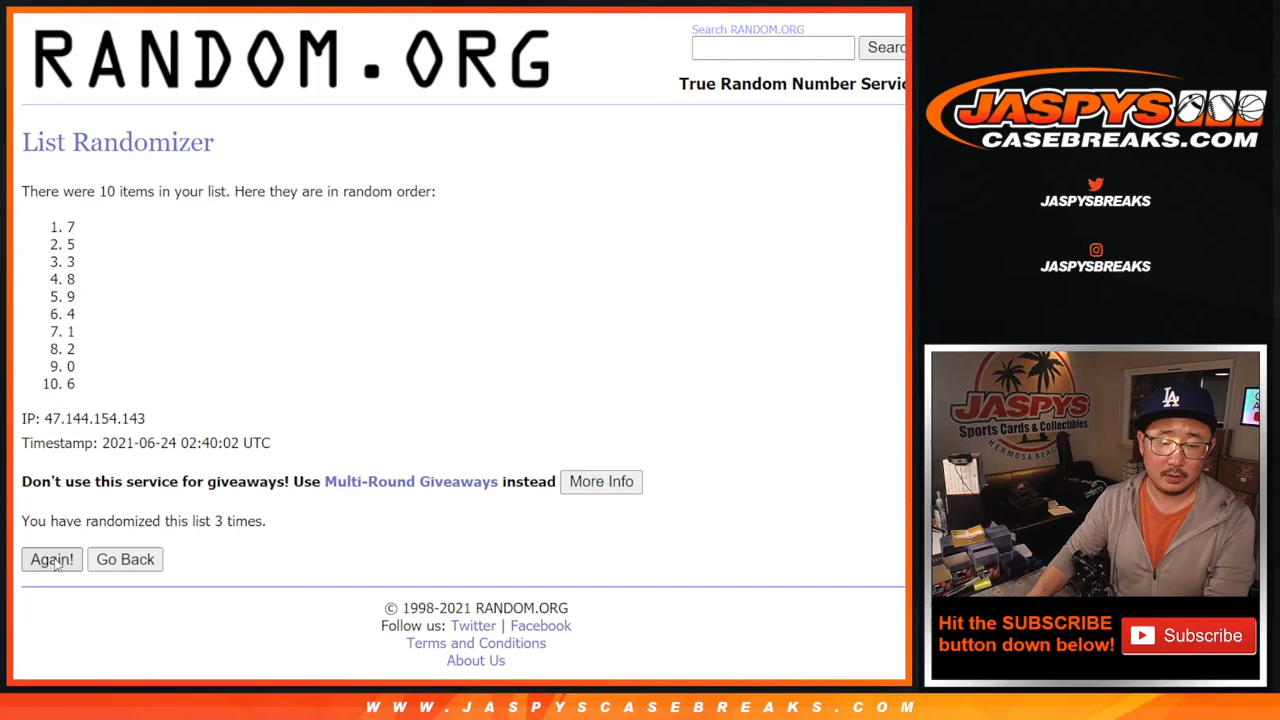 RANDOM.ORG
Search RANDOM.ORG
Searc
True Random Number Servic
List Randomizer
There were 10 items in your list. Here they are in random order:
1. 7
2. 5
3. 3
4. 8
5. 9
6. 4
7. 1
8. 2
9. 0
10. 6
IP: 47.144.154.143
Timestamp: 2021-06-24 02:40:02 UTC
Don't use this service for giveaways! Use Multi-Round Giveaways instead More Info
You have randomized this list 3 times.
Again! Go Back
© 1998-2021 RANDOM.ORG
Follow us: Twitter | Facebook
Terms and Conditions
About Us
JASPYS
CASEBREAKS.COM
JASPYSBREAKS
JASPYSBREAKS
JASPYS
Sports Cards & Collectibles
HERMOSA BEACH
LA
Hit the SUBSCRIBE
button down below!
Subscribe
WWW.JASPYSCASEBREAKS.COM